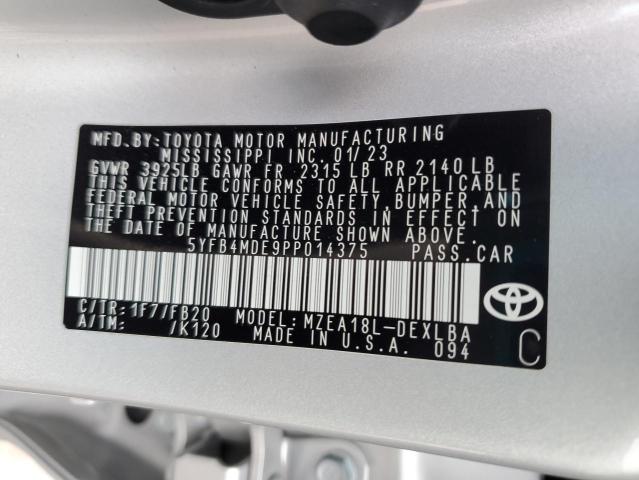 MFD.BY:TOYOTA MOTOR MANUFACTURING
MISSISSIPPI INC. 01/23
GVWR 3925LB GAWR FR 2315 LB RR 2140 LB
THIS VEHICLE CONFORMS TO ALL APPLICABLE
FEDERAL MOTOR VEHICLE SAFETY, BUMPER, AND
THEFT PREVENTION STANDARDS IN EFFECT† ON
THE DATE OF MANUFACTURE SHOWN ABOVE.
5YFB4MDE9PP014375 PASS.CAR
C/TR: 1F7/FB20 MODEL: MZEA18L-DEXLBA
A/TM: /K120 MADE IN U.S.A. 094
C